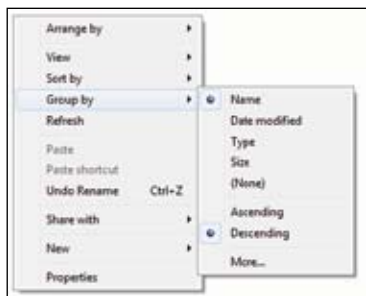 Arrange by
View
Sort by
Group by
Refresh
Paste
Paste shortcut
Undo Rename Ctrl+Z
Share with
New
Properties
Name
Date modified
Type
Size
(None)
Ascending
Descending
More...